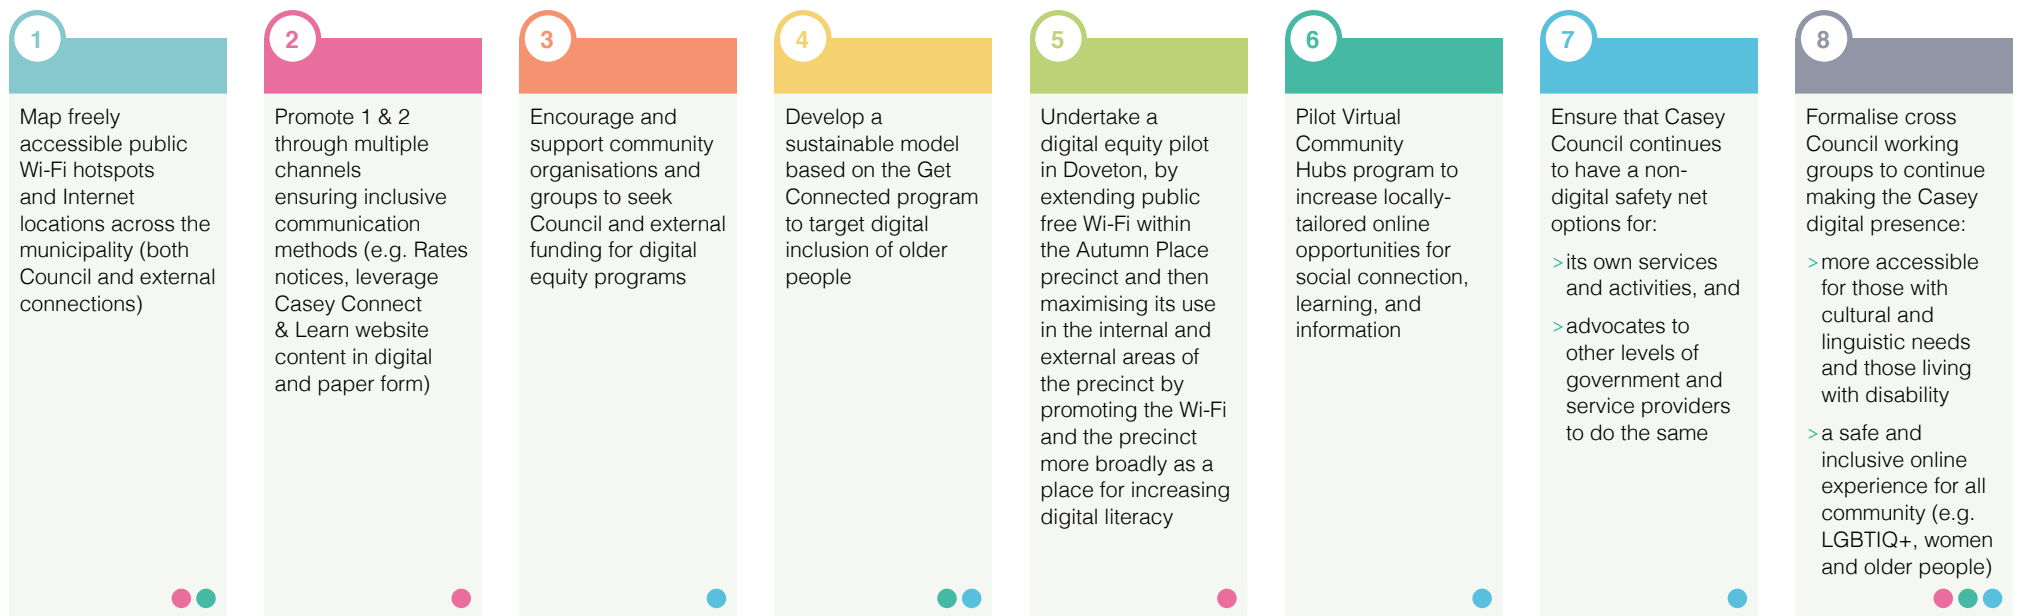 1
Map freely
accessible public
Wi-Fi hotspots
and Internet
locations across the
municipality (both
Council and external
connections)
2
Promote 1 & 2
through multiple
channels
ensuring inclusive
communication
methods (e.g. Rates
notices, leverage
Casey Connect
& Learn website
content in digital
and paper form)
3
Encourage and
support community
organisations and
groups to seek
Council and external
funding for digital
equity programs
4
Develop a
sustainable model
based on the Get
Connected program
to target digital
inclusion of older
people
5
Undertake a
digital equity pilot
in Doveton, by
extending public
free Wi-Fi within
the Autumn Place
precinct and then
maximising its use
in the internal and
external areas of
the precinct by
promoting the Wi-Fi
and the precinct
more broadly as a
place for increasing
digital literacy
6
Pilot Virtual
Community
Hubs program to
increase locally-
tailored online
opportunities for
social connection,
learning, and
information
7
Ensure that Casey
Council continues
to have a non-
digital safety net
options for:
> its own services
and activities, and
> advocates to
other levels of
government and
service providers
to do the same
8
Formalise cross
Council working
groups to continue
making the Casey
digital presence:
> more accessible
for those with
cultural and
linguistic needs
and those living
with disability
> a safe and
inclusive online
experience for all
community (e.g.
LGBTIQ+, women
and older people)